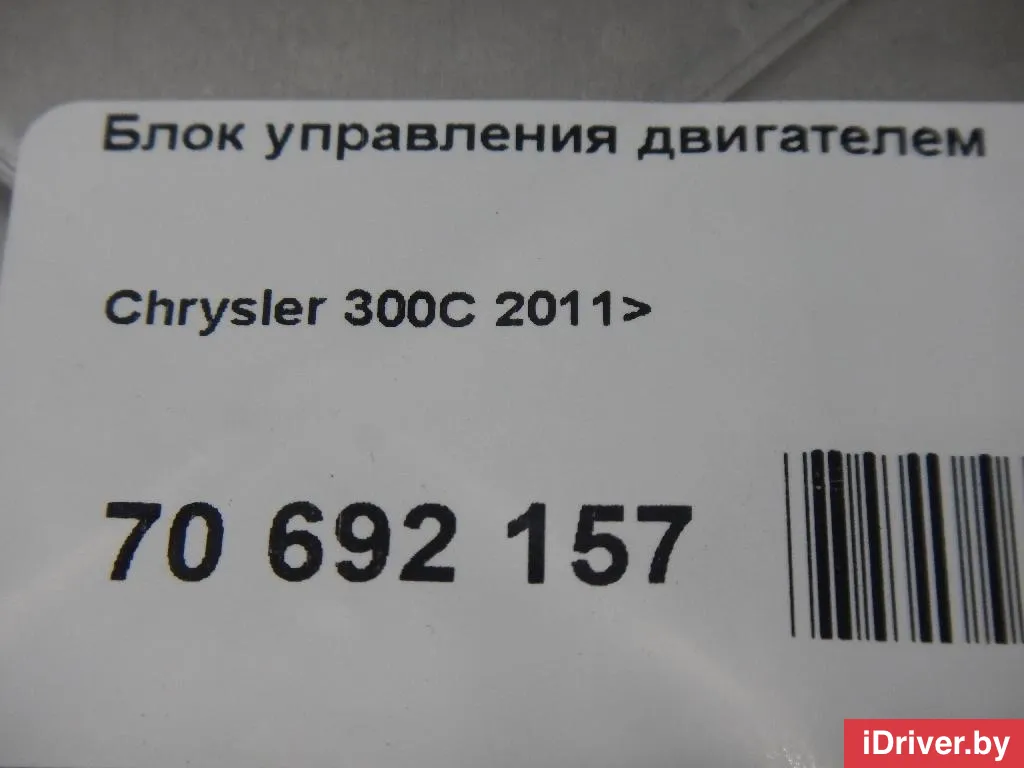 Блок управления двигателем
Chrysler 300C 2011>
70 692 157
iDriver.by